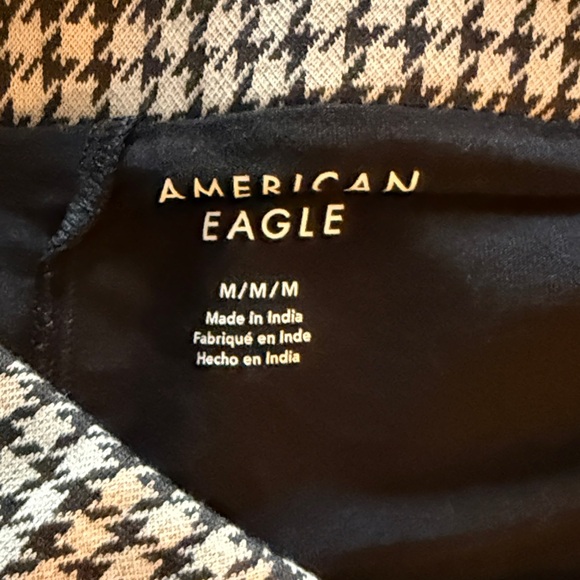 AMERICAN
EAGLE
M/M/M
Made in India
Fabriqué en Inde
Hecho en India